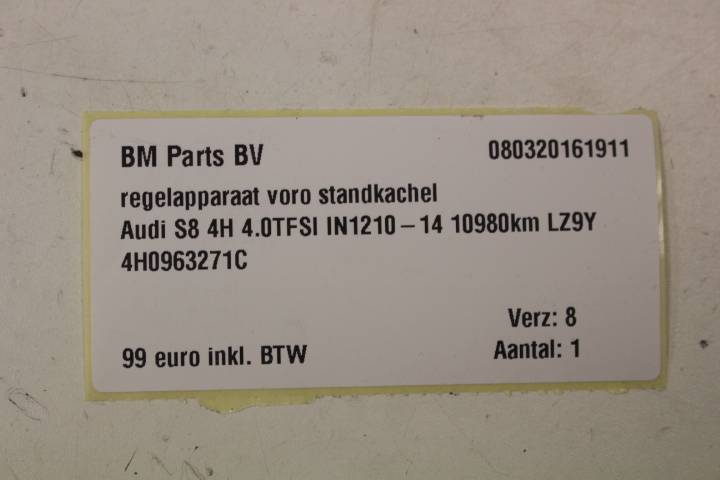 BM Parts BV 080320161911
regelapparaat voro standkachel
Audi S8 4H 4.0TFSI IN1210-14 10980km LZ9Y
4H0963271C
Verz: 8
99 euro inkl. BTW Aantal: 1